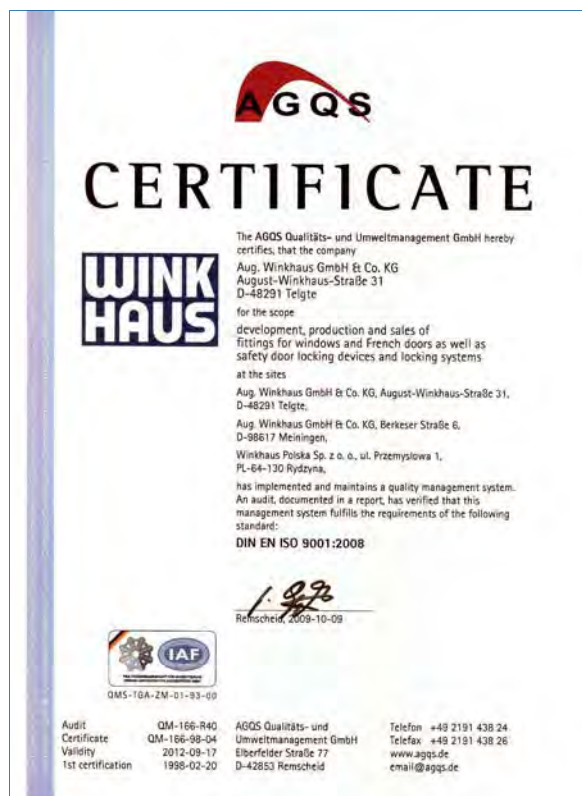 AGQS
CERTIFICATE
WINK
HAUS
The AGQS Qualitäts- und Umweltmanagement GmbH hereby
certifies, that the company
Aug. Winkhaus GmbH & Co. KG
August-Winkhaus-Straße 31
D-48291 Telgte
for the scope
development, production and sales of
fittings for windows and French doors as well as
safety door locking devices and locking systems
at the sites
Aug. Winkhaus GmbH & Co. KG, August-Winkhaus-Straße 31,
D-48291 Telgte,
Aug. Winkhaus GmbH & Co. KG, Berkeser Straße 6,
D-98617 Meiningen,
Winkhaus Polska Sp. z o. o., ul. Przemyslowa 1,
PL-64-130 Rydzyna,
has implemented and maintains a quality management system.
An audit, documented in a report, has verified that this
management system fulfills the requirements of the following
standard:
DIN EN ISO 9001:2008
Remscheid, 2009-10-09
IAF
QMS-TGA-ZM-01-93-00
Audit QM-166-R40
Certificate QM-166-98-04
Validity 2012-09-17
1st certification 1998-02-20
AGQS Qualitäts- und
Umweltmanagement GmbH
Elberfelder Straße 77
D-42853 Remscheid
Telefon +49 2191 438 24
Telefax +49 2191 438 26
www.agqs.de
email@agqs.de